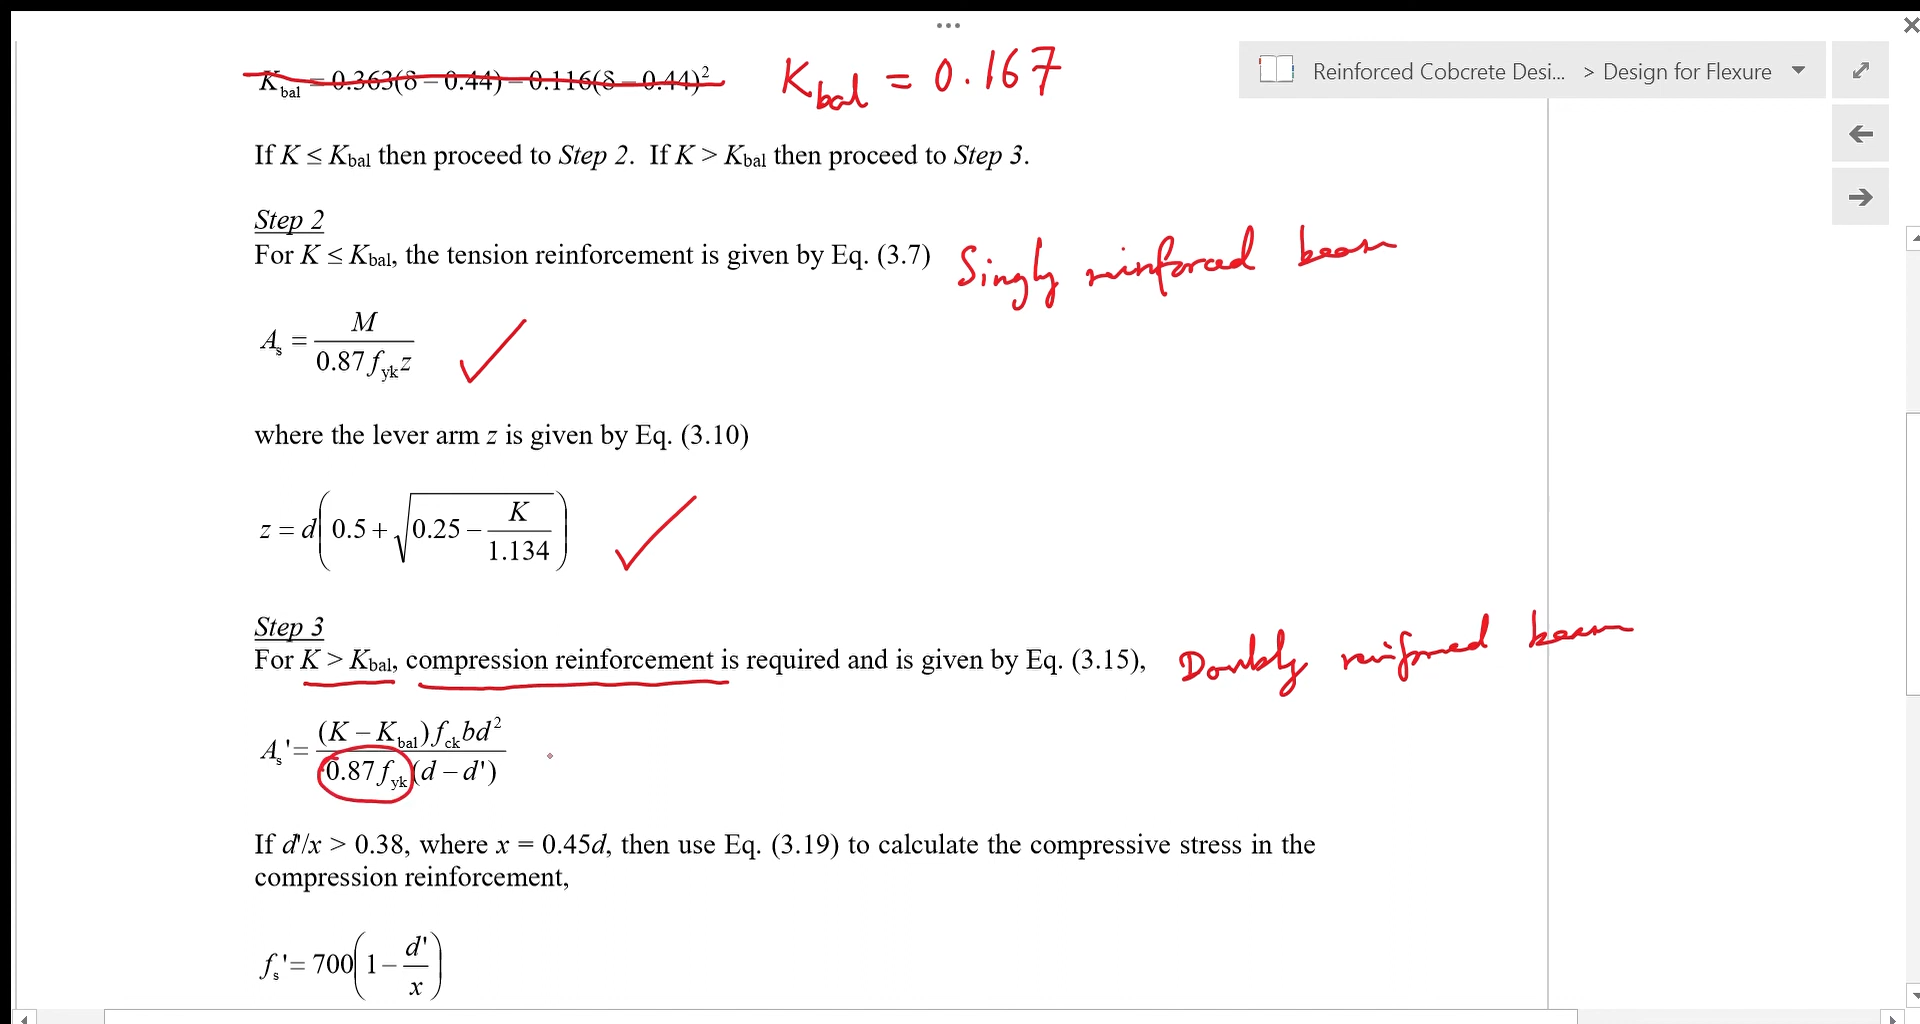 K_bal = 0.363(δ – 0.44) – 0.116(δ – 0.44)² K_bal = 0.167
Reinforced Cobcrete Desi... > Design for Flexure
If K ≤ K_bal then proceed to Step 2. If K > K_bal then proceed to Step 3.
Step 2
For K ≤ K_bal, the tension reinforcement is given by Eq. (3.7) Singly reinforced beam
A_s = M / 0.87 f_yk z
where the lever arm z is given by Eq. (3.10)
z = d(0.5 + √(0.25 – K / 1.134))
Step 3
For K > K_bal, compression reinforcement is required and is given by Eq. (3.15), Doubly reinforced beam
A_s' = (K – K_bal) f_ck bd² / 0.87 f_yk (d – d')
If d'/x > 0.38, where x = 0.45d, then use Eq. (3.19) to calculate the compressive stress in the
compression reinforcement,
f_s' = 700(1 – d' / x)